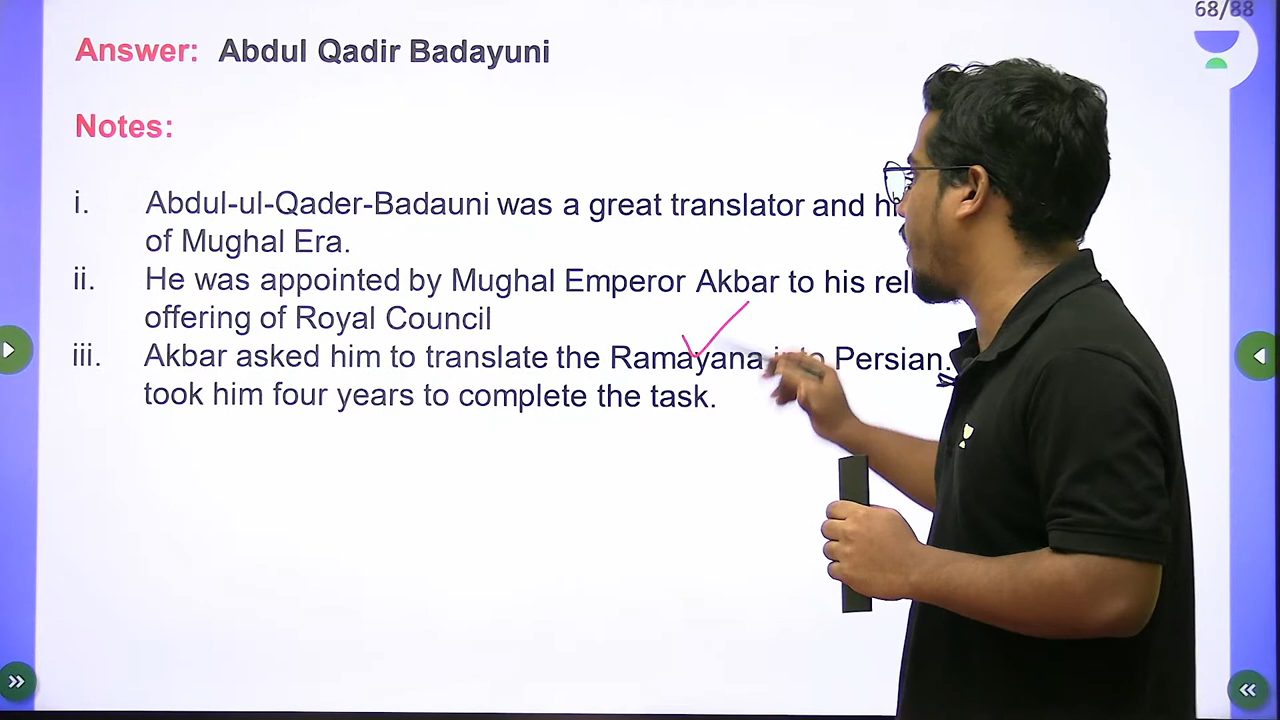 68/88
Answer: Abdul Qadir Badayuni
Notes:
i. Abdul-ul-Qader-Badauni was a great translator and
of Mughal Era.
ii. He was appointed by Mughal Emperor Akbar to his
offering of Royal Council
iii. Akbar asked him to translate the Ramayana into Persian.
took him four years to complete the task.